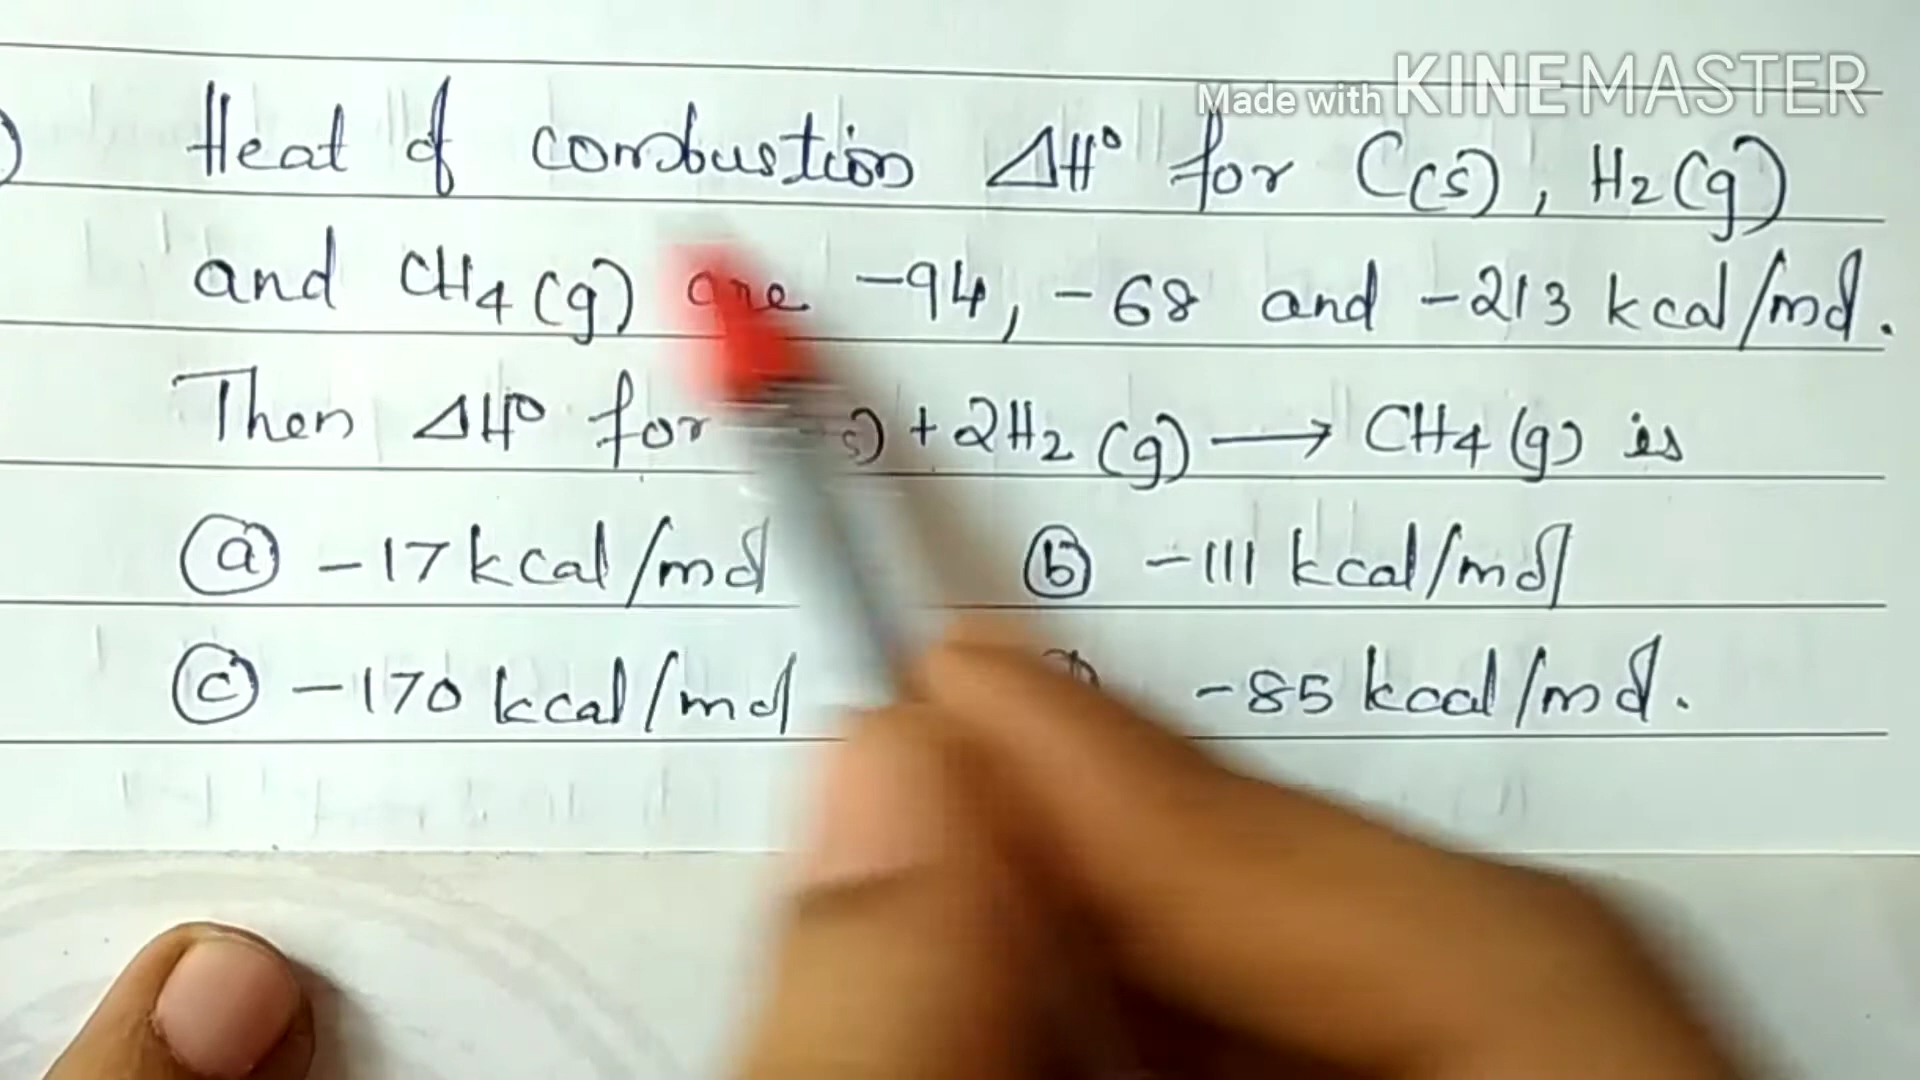 Made with KINEMASTER
) Heat of combustion ΔH° for C(s), H2(g)
and CH4(g) are -94, -68 and -213 kcal/mol.
Then ΔH° for s) + 2H2(g) → CH4(g) is
(a) -17 kcal/mol (b) -111 kcal/mol
(c) -170 kcal/mol -85 kcal/mol.